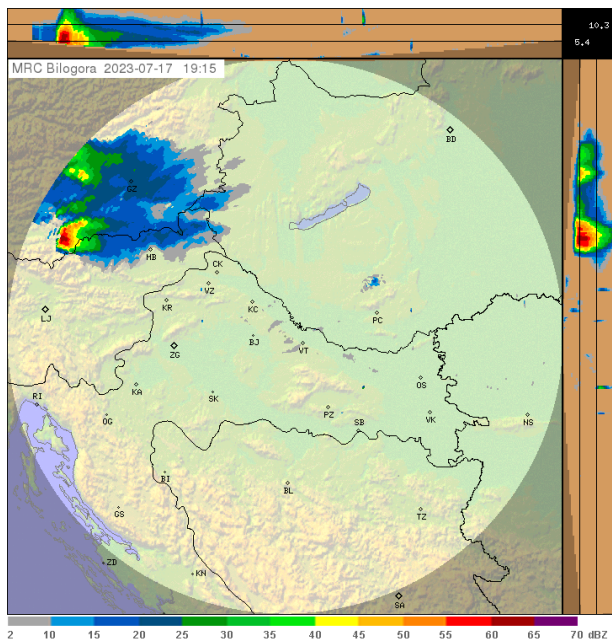 10.3
5.4
MRC Bilogora 2023-07-17 19:15
BD
GZ
MB
CK
VZ
KR
KC
LJ
PC
BJ
VT
ZG
OS
KA
RI
SK
PZ
OG
VK
NS
SB
BI
BL
GS
TZ
ZD
KN
SA
2 10 15 20 25 30 35 40 45 50 55 60 65 70 dBZ